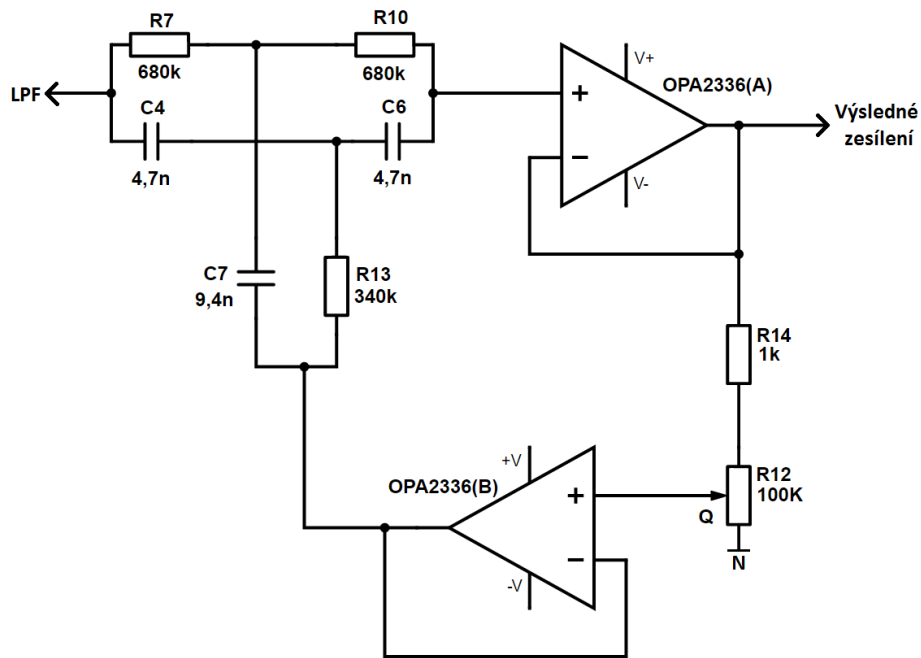 R7
680k
R10
680k
LPF
C4
4,7n
C6
4,7n
+
−
V+
V-
OPA2336(A)
Výsledné
zesílení
C7
9,4n
R13
340k
R14
1k
+V
-V
OPA2336(B)
+
−
R12
100K
Q
N